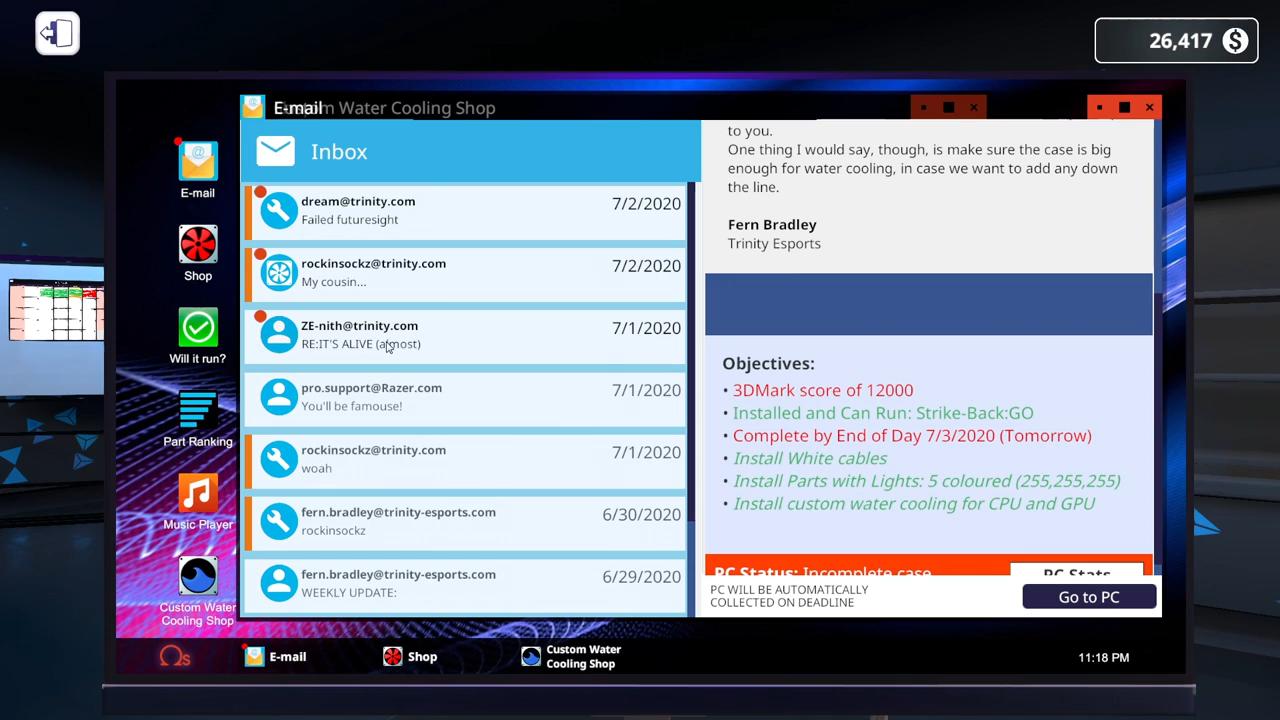 26,417 $
E-mail
Custom Water Cooling Shop
E-mail
Shop
Will it run?
Part Ranking
Music Player
Custom Water
Cooling Shop
Inbox
dream@trinity.com 7/2/2020
Failed futuresight
rockinsockz@trinity.com 7/2/2020
My cousin...
ZE-nith@trinity.com 7/1/2020
RE:IT'S ALIVE (almost)
pro.support@Razer.com 7/1/2020
You'll be famouse!
rockinsockz@trinity.com 7/1/2020
woah
fern.bradley@trinity-esports.com 6/30/2020
rockinsockz
fern.bradley@trinity-esports.com 6/29/2020
WEEKLY UPDATE:
to you.
One thing I would say, though, is make sure the case is big
enough for water cooling, in case we want to add any down
the line.
Fern Bradley
Trinity Esports
Objectives:
• 3DMark score of 12000
• Installed and Can Run: Strike-Back:GO
• Complete by End of Day 7/3/2020 (Tomorrow)
• Install White cables
• Install Parts with Lights: 5 coloured (255,255,255)
• Install custom water cooling for CPU and GPU
PC Status: Incomplete case
PC Stats
PC WILL BE AUTOMATICALLY
COLLECTED ON DEADLINE
Go to PC
E-mail
Shop
Custom Water
Cooling Shop
11:18 PM